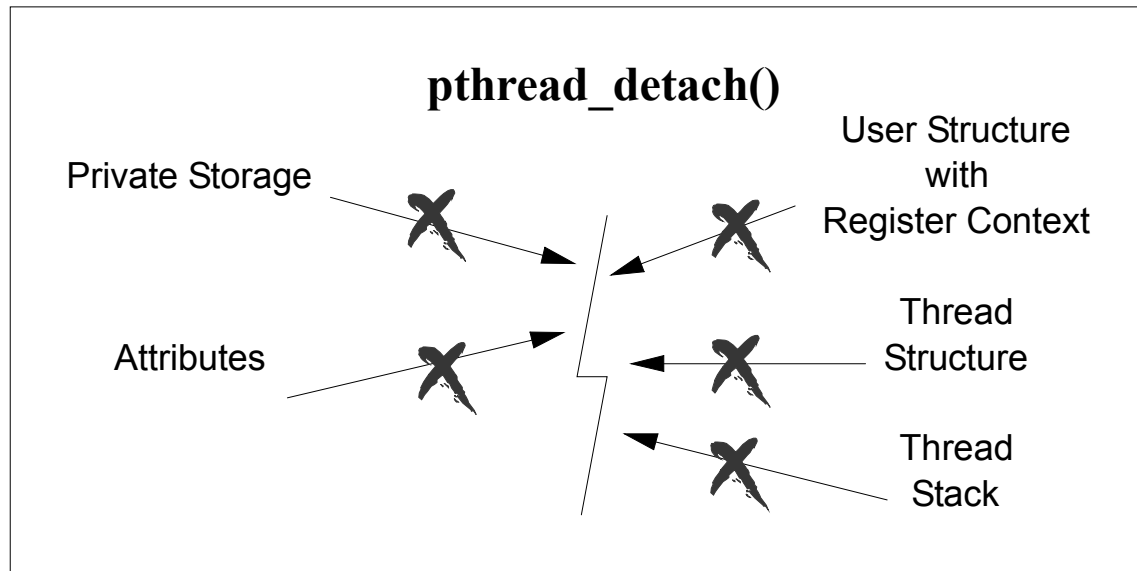 pthread_detach()
Private Storage
User Structure
with
Register Context
Attributes
Thread
Structure
Thread
Stack